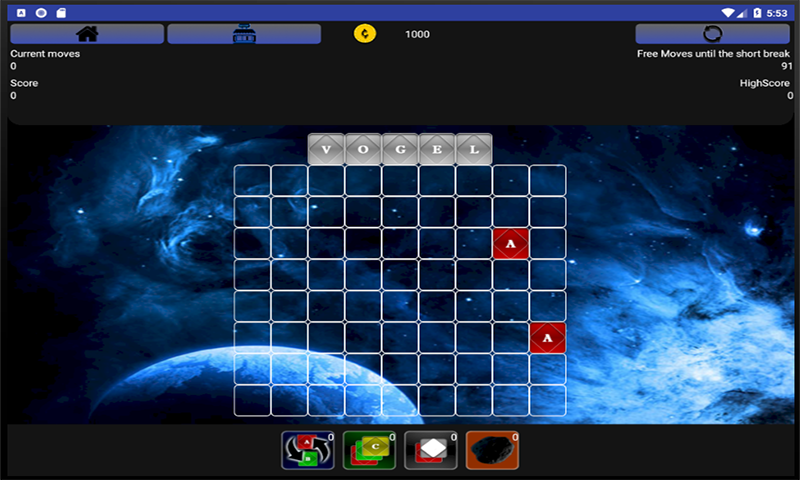 5:53
1000
Current moves
0
Free Moves until the short break
91
Score
0
HighScore
0
V O G E L
A
A
A B 0
C 0
0
0